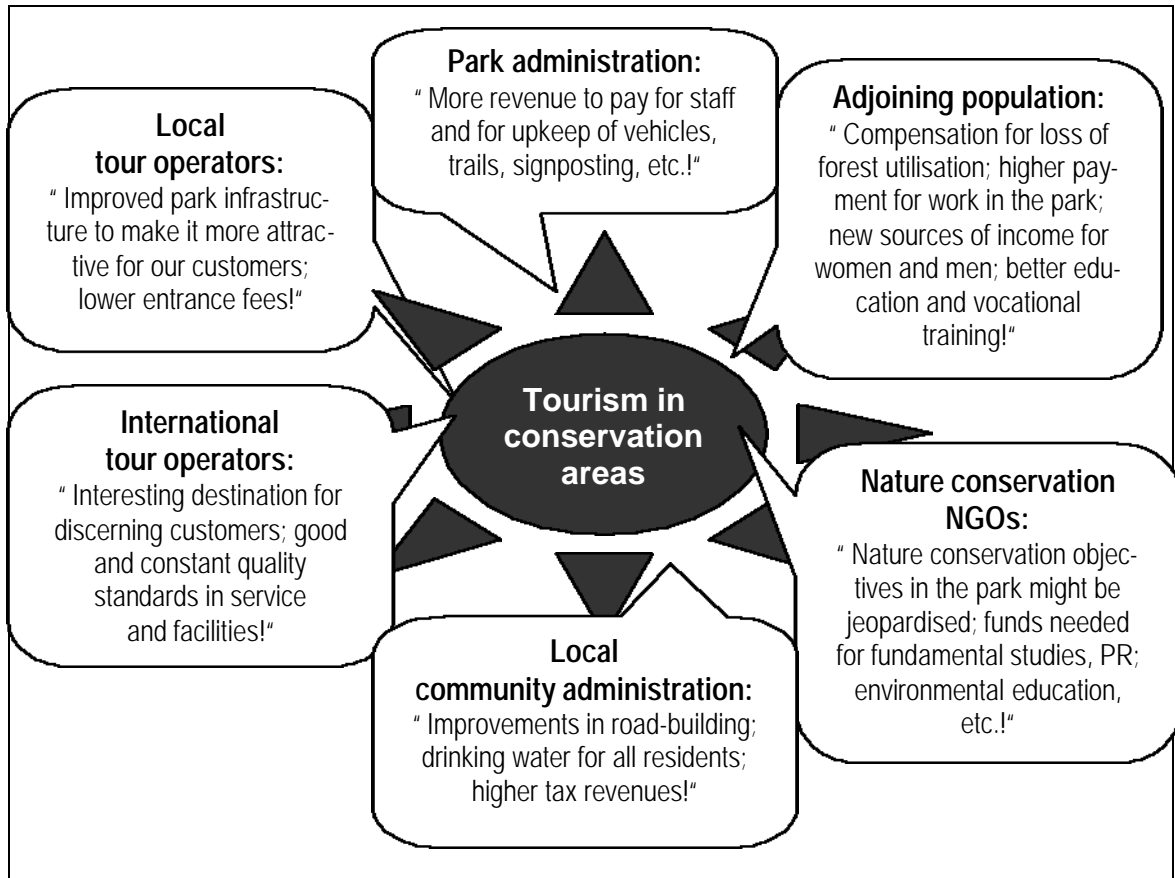 Park administration:
“ More revenue to pay for staff
and for upkeep of vehicles,
trails, signposting, etc.!“
Local
tour operators:
“ Improved park infrastruc-
ture to make it more attrac-
tive for our customers;
lower entrance fees!“
Adjoining population:
“ Compensation for loss of
forest utilisation; higher pay-
ment for work in the park;
new sources of income for
women and men; better edu-
cation and vocational
training!“
Tourism in
conservation
areas
International
tour operators:
“ Interesting destination for
discerning customers; good
and constant quality
standards in service
and facilities!“
Nature conservation
NGOs:
“ Nature conservation objec-
tives in the park might be
jeopardised; funds needed
for fundamental studies, PR;
environmental education,
etc.!“
Local
community administration:
“ Improvements in road-building;
drinking water for all residents;
higher tax revenues!“